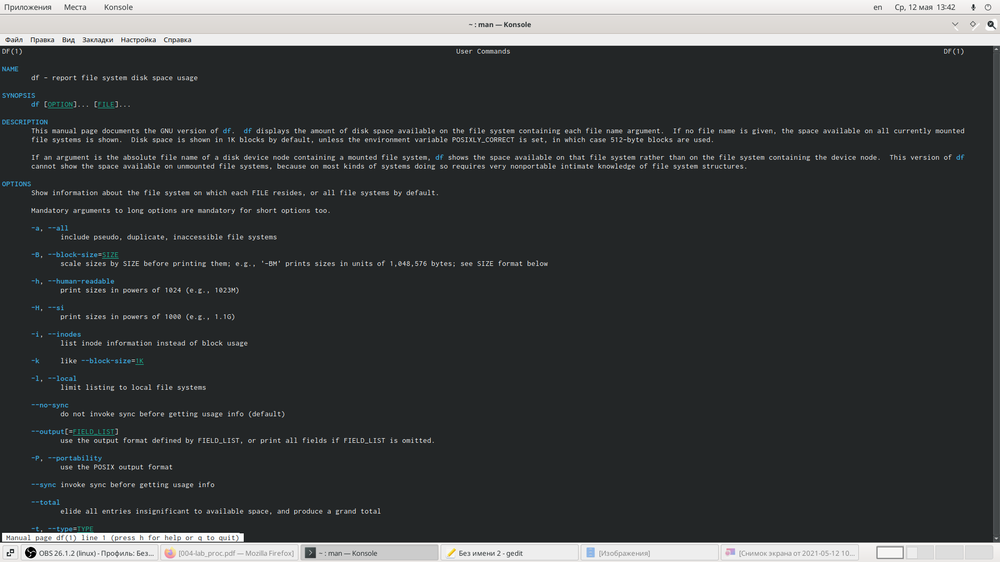 Приложения Места Konsole en Ср, 12 мая 13:42
~ : man — Konsole
Файл Правка Вид Закладки Настройка Справка
DF(1) User Commands DF(1)
NAME
df - report file system disk space usage
SYNOPSIS
df [OPTION]... [FILE]...
DESCRIPTION
This manual page documents the GNU version of df.  df displays the amount of disk space available on the file system containing each file name argument.  If no file name is given, the space available on all currently mounted
file systems is shown.  Disk space is shown in 1K blocks by default, unless the environment variable POSIXLY_CORRECT is set, in which case 512-byte blocks are used.
If an argument is the absolute file name of a disk device node containing a mounted file system, df shows the space available on that file system rather than on the file system containing the device node.  This version of df
cannot show the space available on unmounted file systems, because on most kinds of systems doing so requires very nonportable intimate knowledge of file system structures.
OPTIONS
Show information about the file system on which each FILE resides, or all file systems by default.
Mandatory arguments to long options are mandatory for short options too.
-a, --all
include pseudo, duplicate, inaccessible file systems
-B, --block-size=SIZE
scale sizes by SIZE before printing them; e.g., '-BM' prints sizes in units of 1,048,576 bytes; see SIZE format below
-h, --human-readable
print sizes in powers of 1024 (e.g., 1023M)
-H, --si
print sizes in powers of 1000 (e.g., 1.1G)
-i, --inodes
list inode information instead of block usage
-k     like --block-size=1K
-l, --local
limit listing to local file systems
--no-sync
do not invoke sync before getting usage info (default)
--output[=FIELD_LIST]
use the output format defined by FIELD_LIST, or print all fields if FIELD_LIST is omitted.
-P, --portability
use the POSIX output format
--sync invoke sync before getting usage info
--total
elide all entries insignificant to available space, and produce a grand total
-t, --type=TYPE
Manual page df(1) line 1 (press h for help or q to quit)
OBS 26.1.2 (linux) - Профиль: Без... [004-lab_proc.pdf — Mozilla Firefox] ~ : man — Konsole Без имени 2 - gedit [Изображения] [Снимок экрана от 2021-05-12 10...